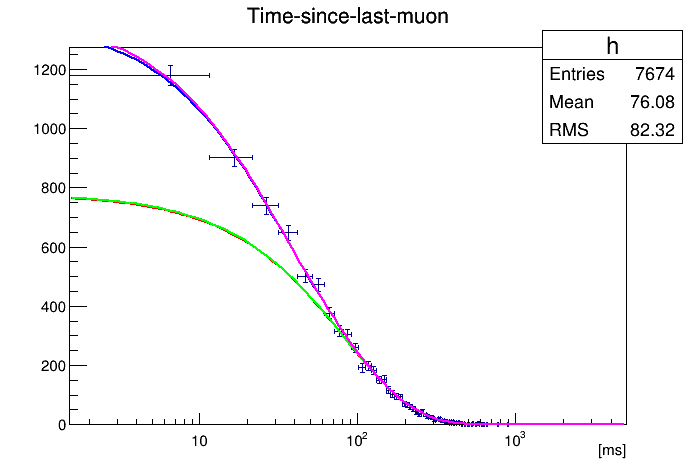 Time-since-last-muon
h
Entries 7674
Mean 76.08
RMS 82.32
1200
1000
800
600
400
200
0
10 10² 10³
[ms]